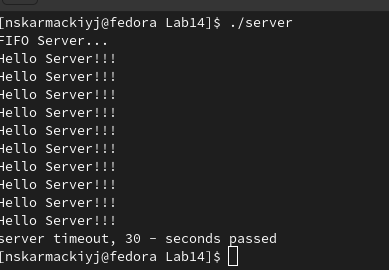 [nskarmackiyj@fedora Lab14]$ ./server
FIFO Server...
Hello Server!!!
Hello Server!!!
Hello Server!!!
Hello Server!!!
Hello Server!!!
Hello Server!!!
Hello Server!!!
Hello Server!!!
Hello Server!!!
Hello Server!!!
server timeout, 30 - seconds passed
[nskarmackiyj@fedora Lab14]$